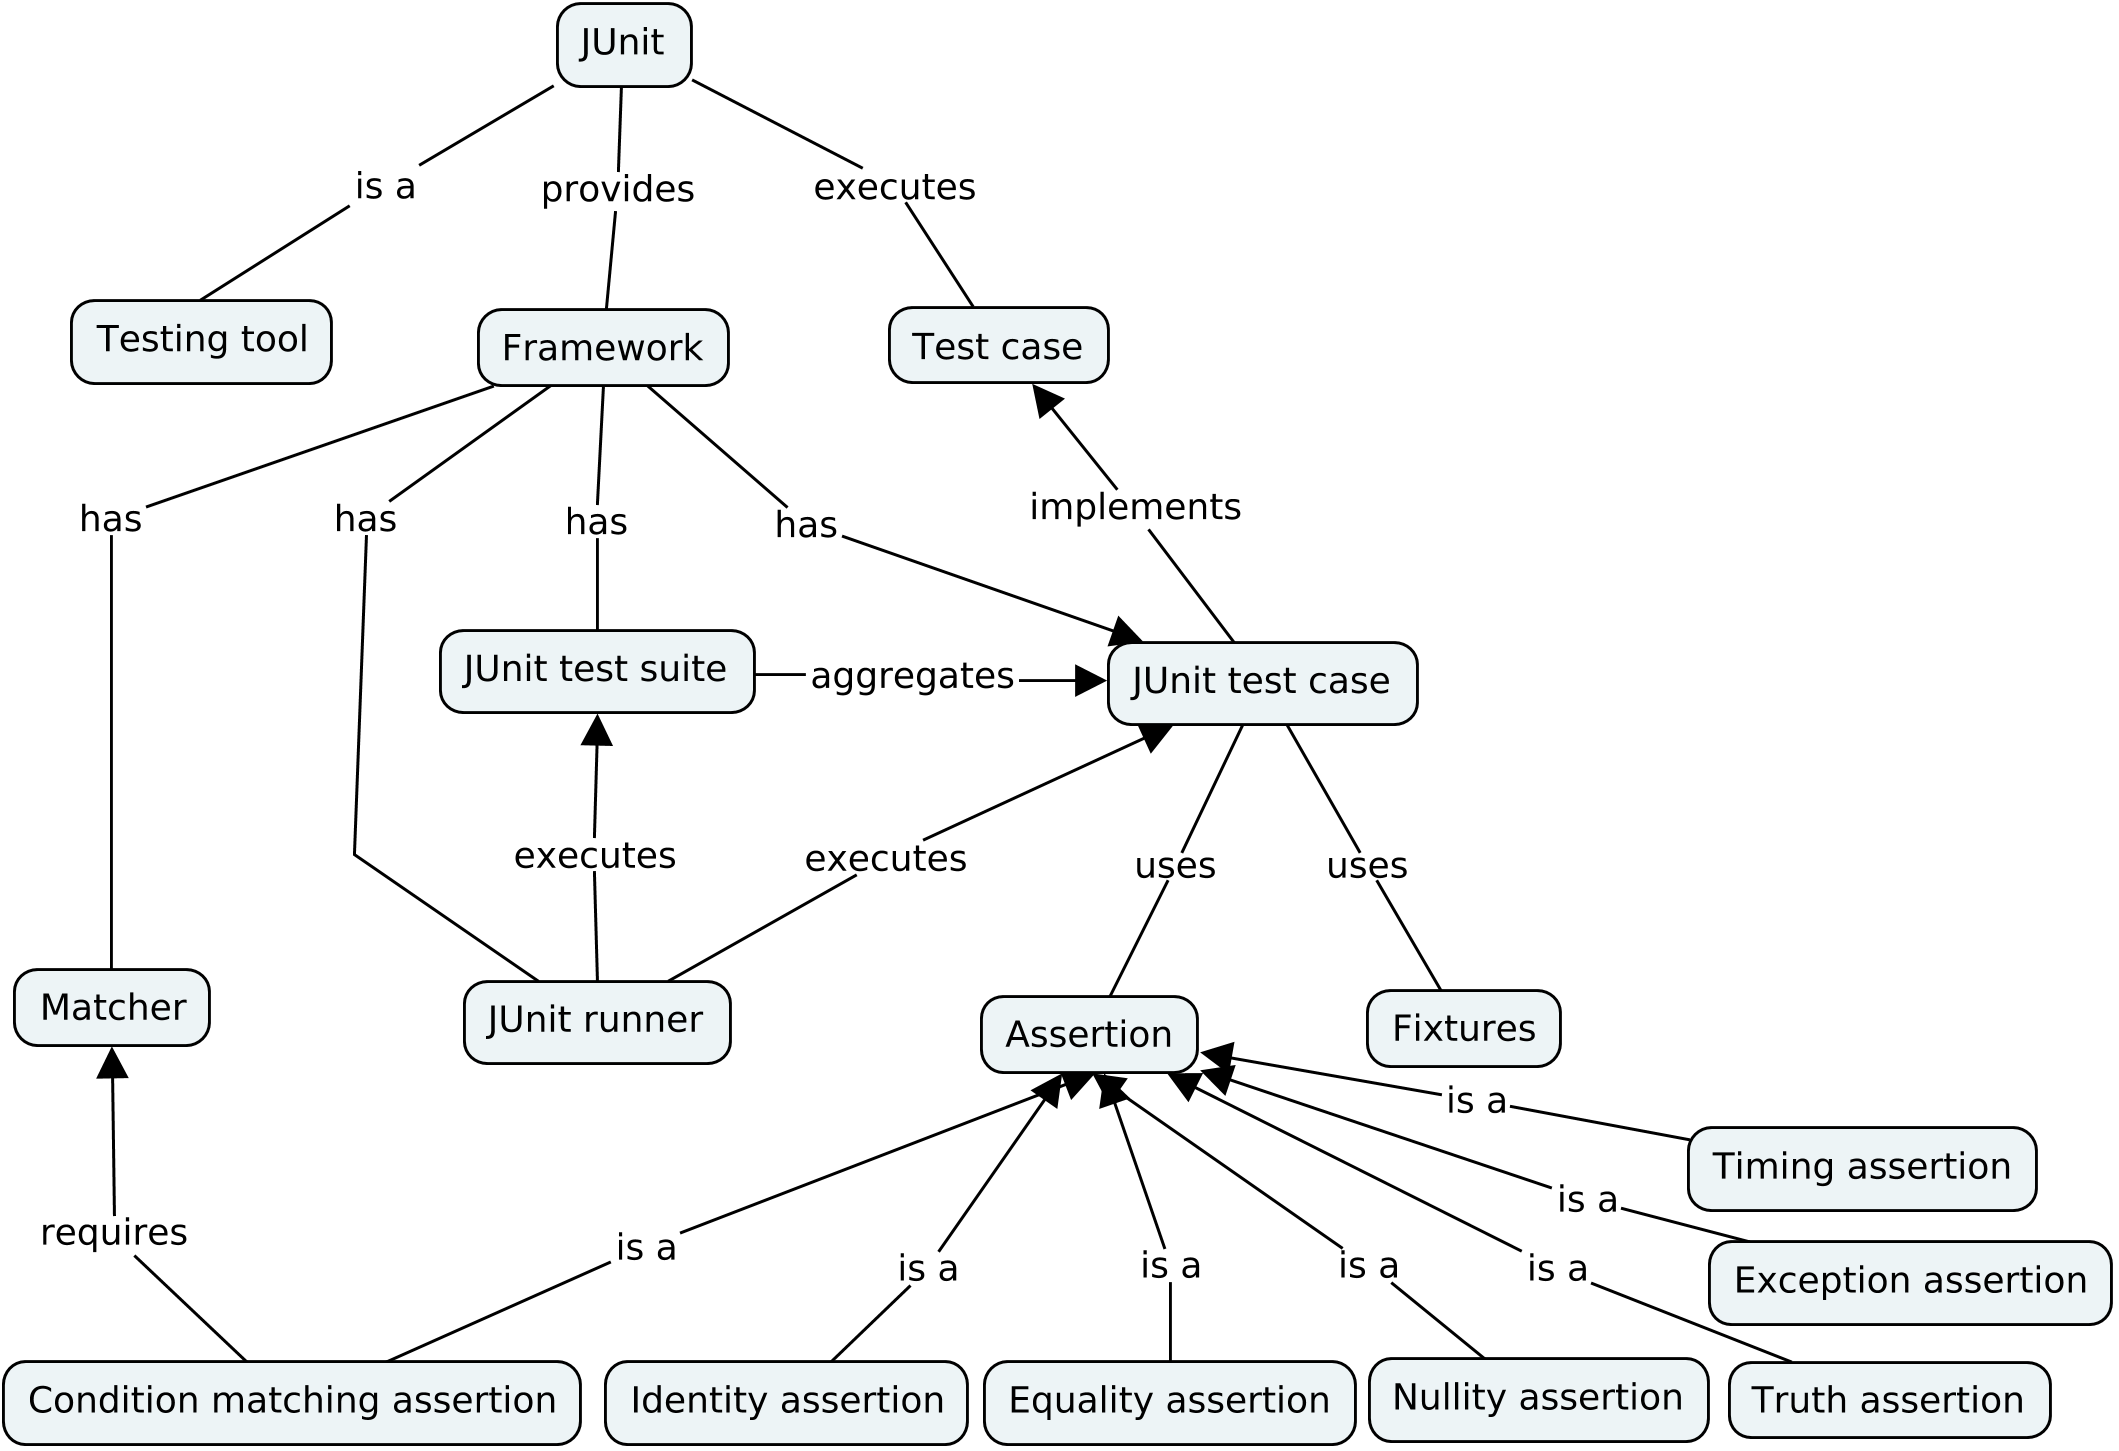 JUnit
is a
provides
executes
Testing tool
Framework
Test case
has
has
has
has
implements
JUnit test suite
aggregates
JUnit test case
executes
executes
uses
uses
Matcher
JUnit runner
Assertion
Fixtures
is a
Timing assertion
is a
requires
is a
is a
is a
is a
is a
Exception assertion
Condition matching assertion
Identity assertion
Equality assertion
Nullity assertion
Truth assertion